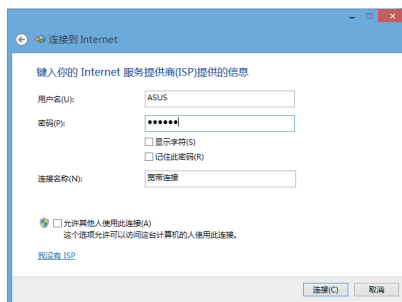 连接到 Internet
键入你的 Internet 服务提供商(ISP)提供的信息
用户名(U):
ASUS
密码(P):
••••••
显示字符(S)
记住此密码(R)
连接名称(N):
宽带连接
允许其他人使用此连接(A)
这个选项允许可以访问这台计算机的人使用此连接。
我没有 ISP
连接(C) 取消